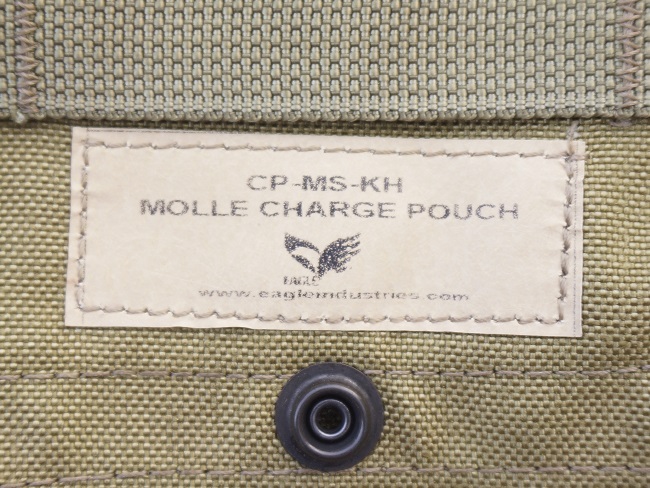 CP-MS-KH
MOLLE CHARGE POUCH
EAGLE
www.eagleindustries.com